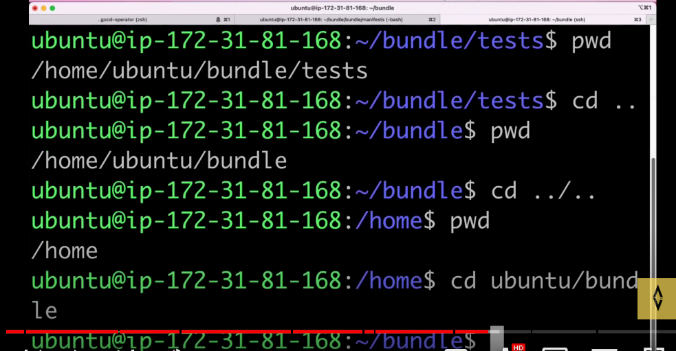 ubuntu@ip-172-31-81-168: ~/bundle
⌥⌘1
..good-operator (zsh)
⌘1
ubuntu@ip-172-31-81-168: ~/bundle/bundle/manifests (-bash)
⌘2
ubuntu@ip-172-31-81-168: ~/bundle (ssh)
⌘3
ubuntu@ip-172-31-81-168:~/bundle/tests$ pwd
/home/ubuntu/bundle/tests
ubuntu@ip-172-31-81-168:~/bundle/tests$ cd ..
ubuntu@ip-172-31-81-168:~/bundle$ pwd
/home/ubuntu/bundle
ubuntu@ip-172-31-81-168:~/bundle$ cd ../..
ubuntu@ip-172-31-81-168:/home$ pwd
/home
ubuntu@ip-172-31-81-168:/home$ cd ubuntu/bund
le
ubuntu@ip-172-31-81-168:~/bundle$
HD